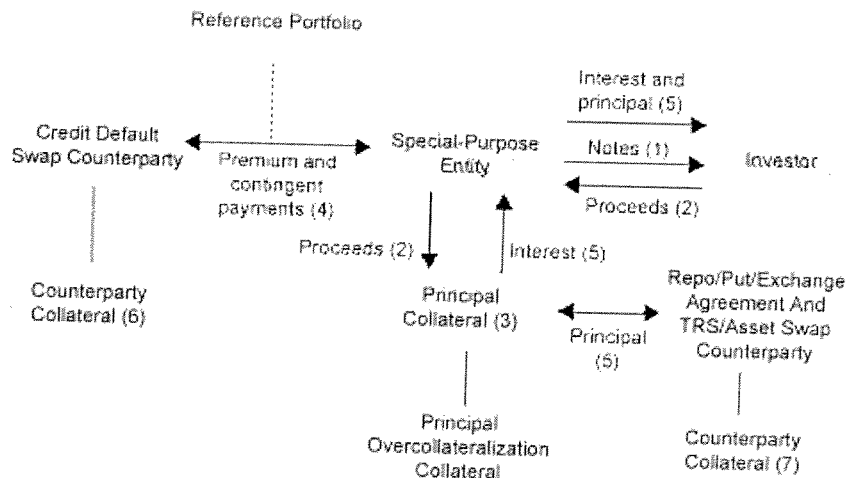 Reference Portfolio
Interest and
principal (5)
Credit Default
Swap Counterparty
Special-Purpose
Entity
Notes (1)
Investor
Premium and
contingent
payments (4)
Proceeds (2)
Proceeds (2)
Interest (5)
Repo/Put/Exchange
Agreement And
TRS/Asset Swap
Counterparty
Counterparty
Collateral (6)
Principal
Collateral (3)
Principal
(5)
Principal
Overcollateralization
Collateral
Counterparty
Collateral (7)